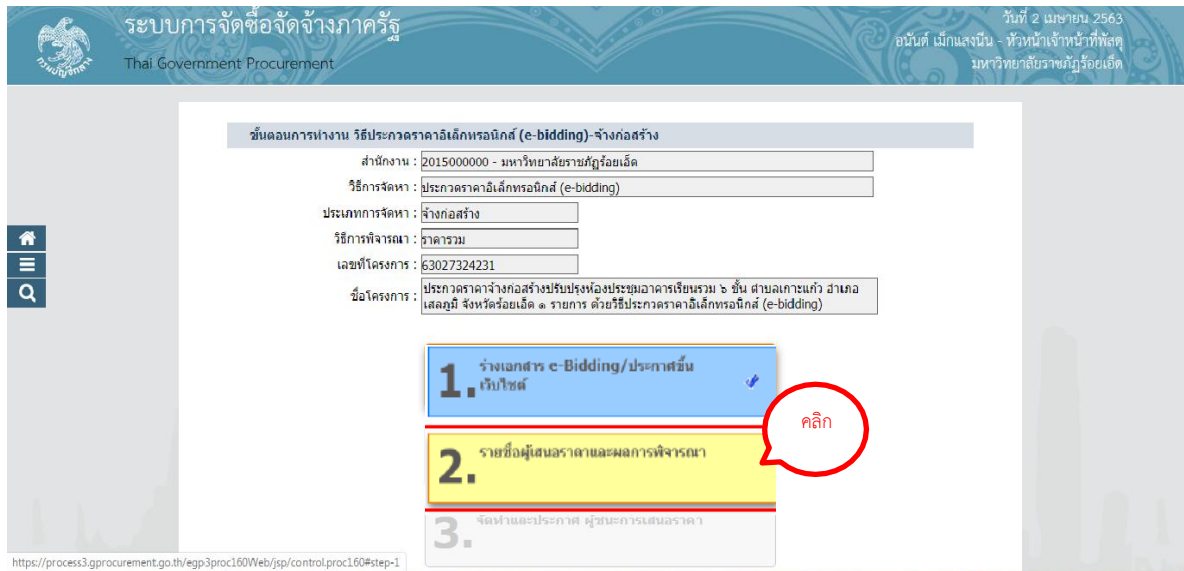 ระบบการจัดซื้อจัดจ้างภาครัฐ
Thai Government Procurement
กรมบัญชีกลาง
วันที่ 2 เมษายน 2563
อนันต์ เม็กแสงนีน - หัวหน้าเจ้าหน้าที่พัสดุ
มหาวิทยาลัยราชภัฏร้อยเอ็ด
ขั้นตอนการทำงาน วิธีประกวดราคาอิเล็กทรอนิกส์ (e-bidding)-จ้างก่อสร้าง
สำนักงาน : 2015000000 - มหาวิทยาลัยราชภัฏร้อยเอ็ด
วิธีการจัดหา : ประกวดราคาอิเล็กทรอนิกส์ (e-bidding)
ประเภทการจัดหา : จ้างก่อสร้าง
วิธีการพิจารณา : ราคารวม
เลขที่โครงการ : 63027324231
ชื่อโครงการ : ประกวดราคาจ้างก่อสร้างปรับปรุงห้องประชุมอาคารเรียนรวม ๖ ชั้น ตำบลเกาะแก้ว อำเภอ
เสลภูมิ จังหวัดร้อยเอ็ด ๑ รายการ ด้วยวิธีประกวดราคาอิเล็กทรอนิกส์ (e-bidding)
1. ร่างเอกสาร e-Bidding/ประกาศขึ้น
เว็บไซต์
คลิก
2. รายชื่อผู้เสนอราคาและผลการพิจารณา
3. จัดทำและประกาศ ผู้ชนะการเสนอราคา
https://process3.gprocurement.go.th/egp3proc160Web/jsp/control.proc160#step-1